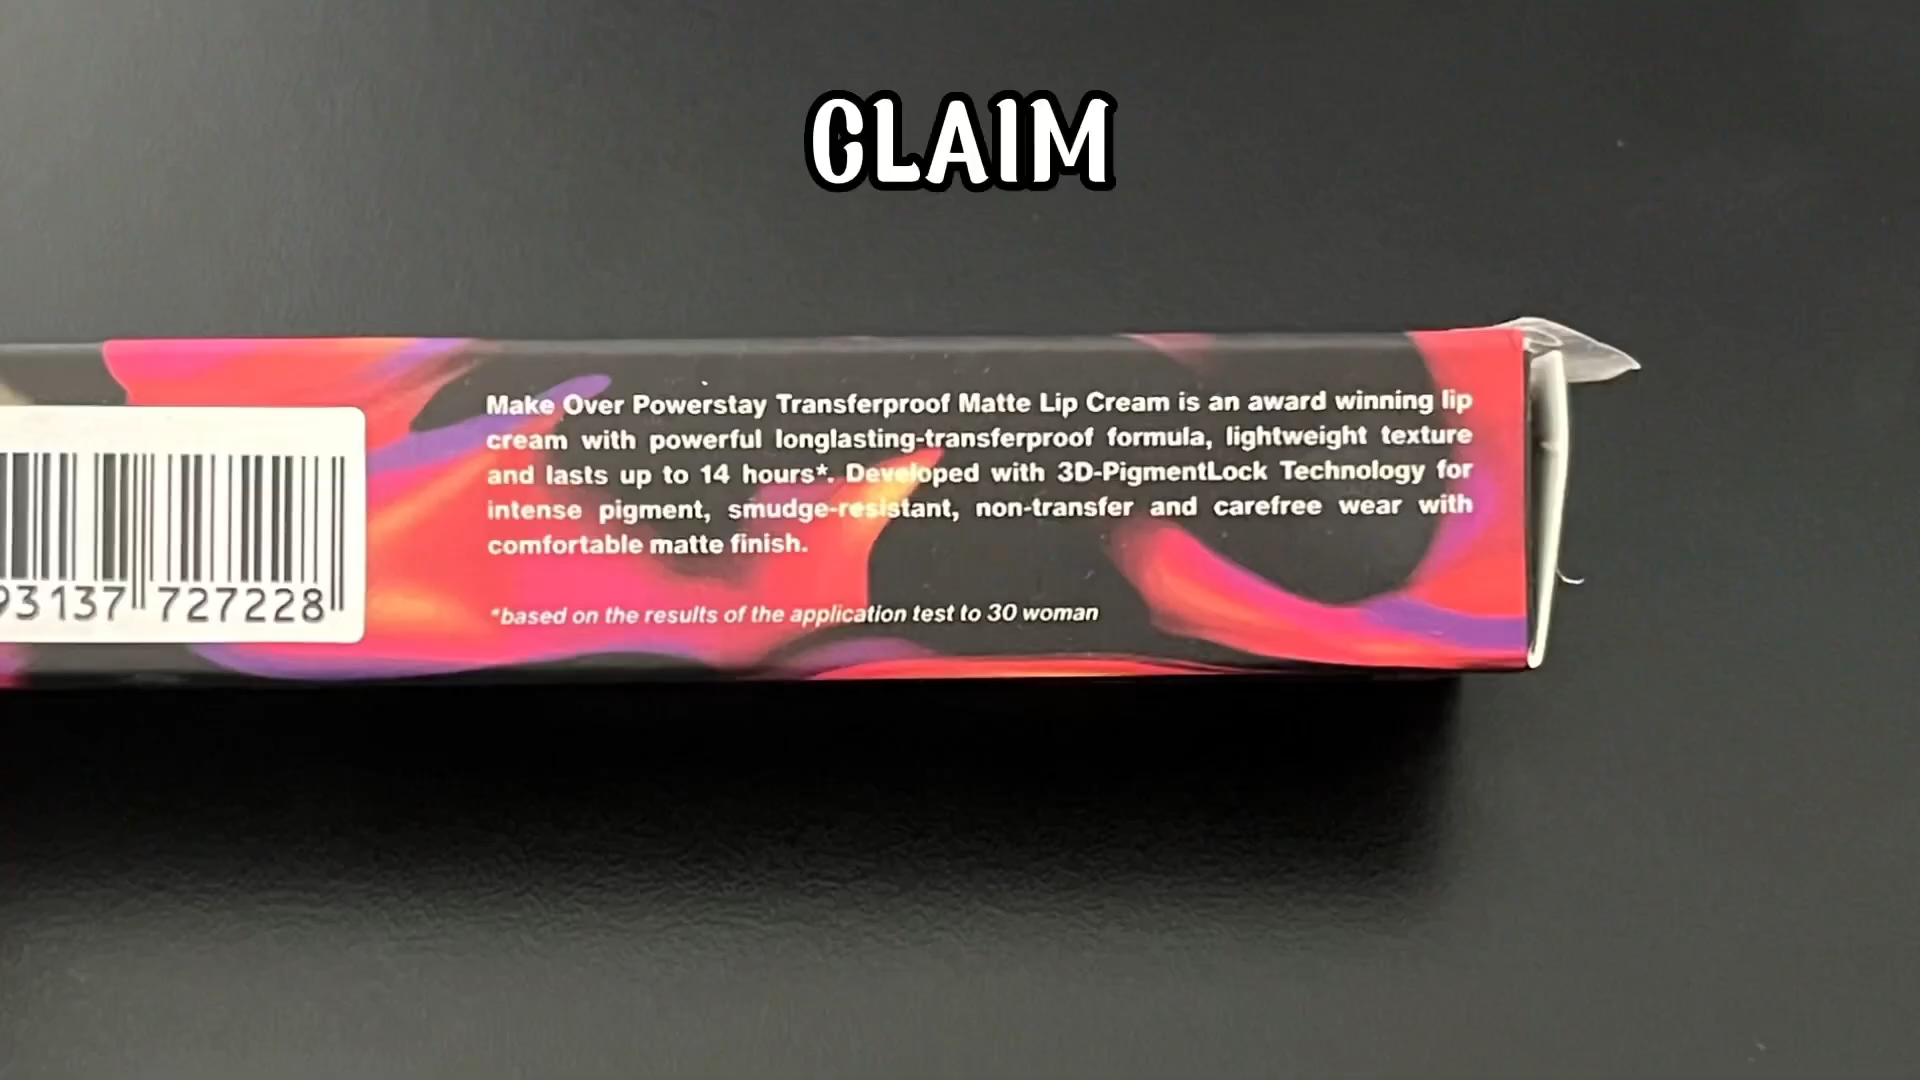 CLAIM
Make Over Powerstay Transferproof Matte Lip Cream is an award winning lip
cream with powerful longlasting-transferproof formula, lightweight texture
and lasts up to 14 hours*. Developed with 3D-PigmentLock Technology for
intense pigment, smudge-resistant, non-transfer and carefree wear with
comfortable matte finish.
*based on the results of the application test to 30 woman
93137 727228